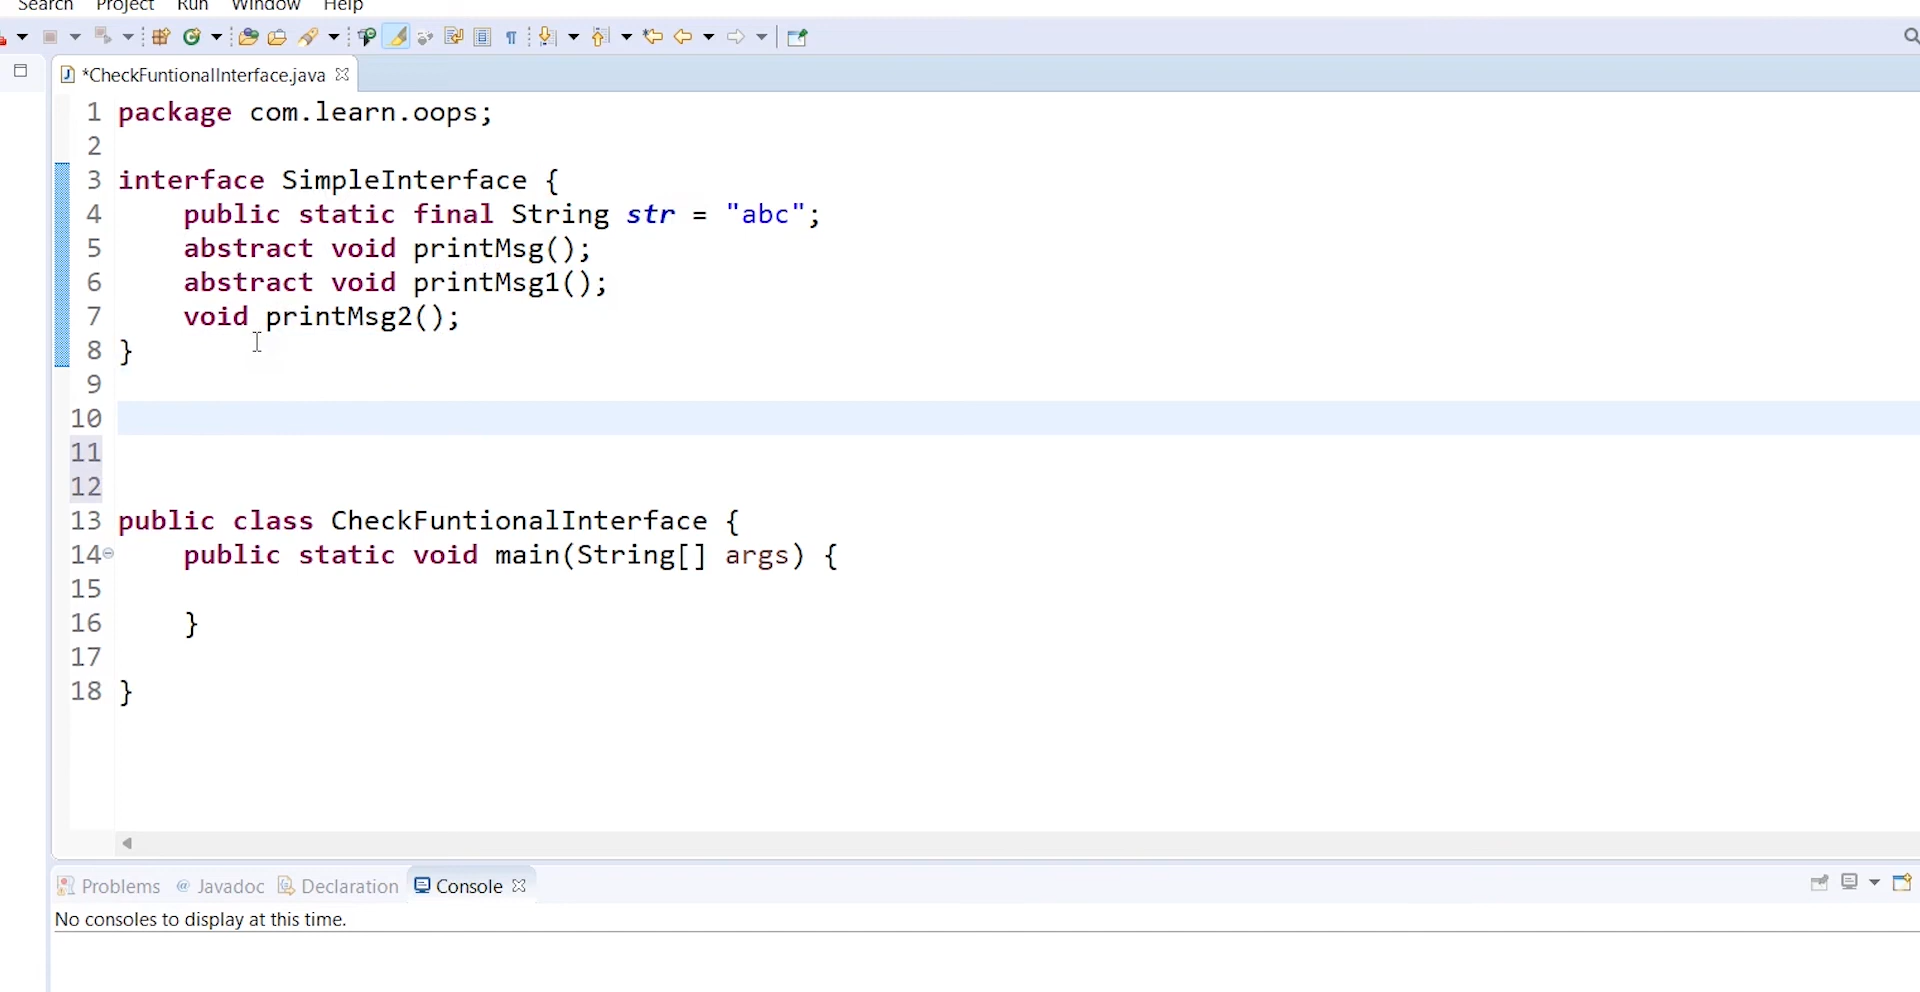 Search Project Run Window Help
*CheckFuntionalInterface.java
1 package com.learn.oops;
2
3 interface SimpleInterface {
4     public static final String str = "abc";
5     abstract void printMsg();
6     abstract void printMsg1();
7     void printMsg2();
8 }
9
10
11
12
13 public class CheckFuntionalInterface {
14     public static void main(String[] args) {
15
16     }
17
18 }
Problems @ Javadoc Declaration Console
No consoles to display at this time.